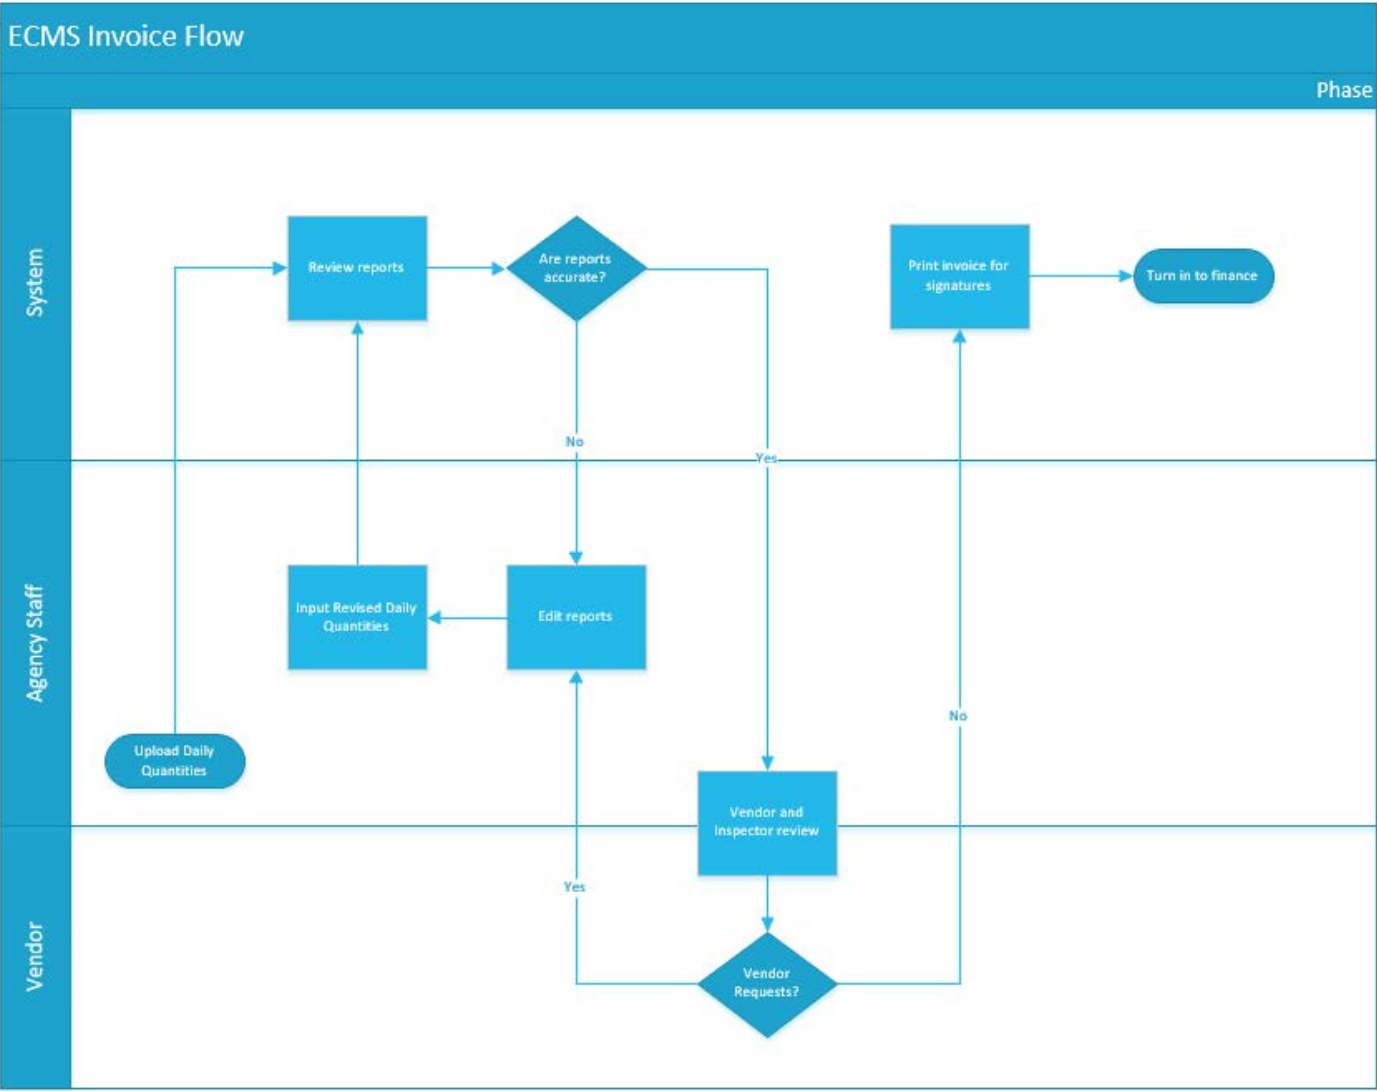 ECMS Invoice Flow
Phase
System
Review reports
Are reports
accurate?
Print invoice for
signatures
Turn in to finance
No
Yes
Agency Staff
Input Revised Daily
Quantities
Edit reports
No
Upload Daily
Quantities
Vendor and
Inspector review
Vendor
Yes
Vendor
Requests?